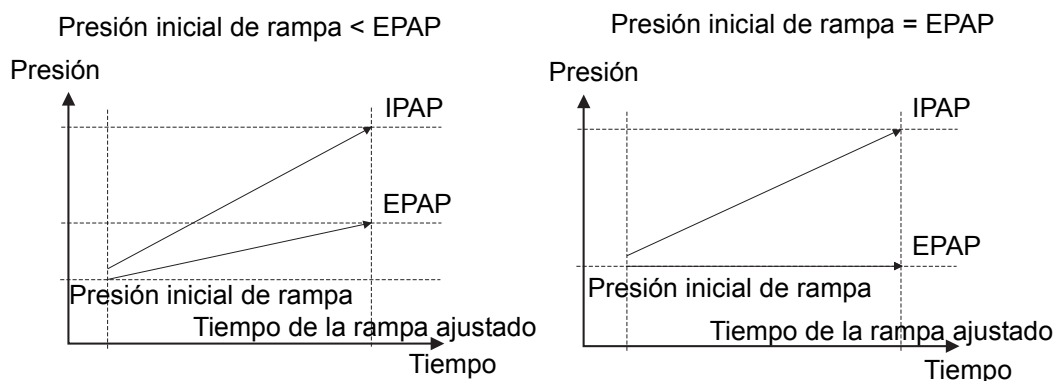 Presión inicial de rampa < EPAP
Presión
IPAP
EPAP
Presión inicial de rampa
Tiempo de la rampa ajustado
Tiempo
Presión inicial de rampa = EPAP
Presión
IPAP
EPAP
Presión inicial de rampa
Tiempo de la rampa ajustado
Tiempo